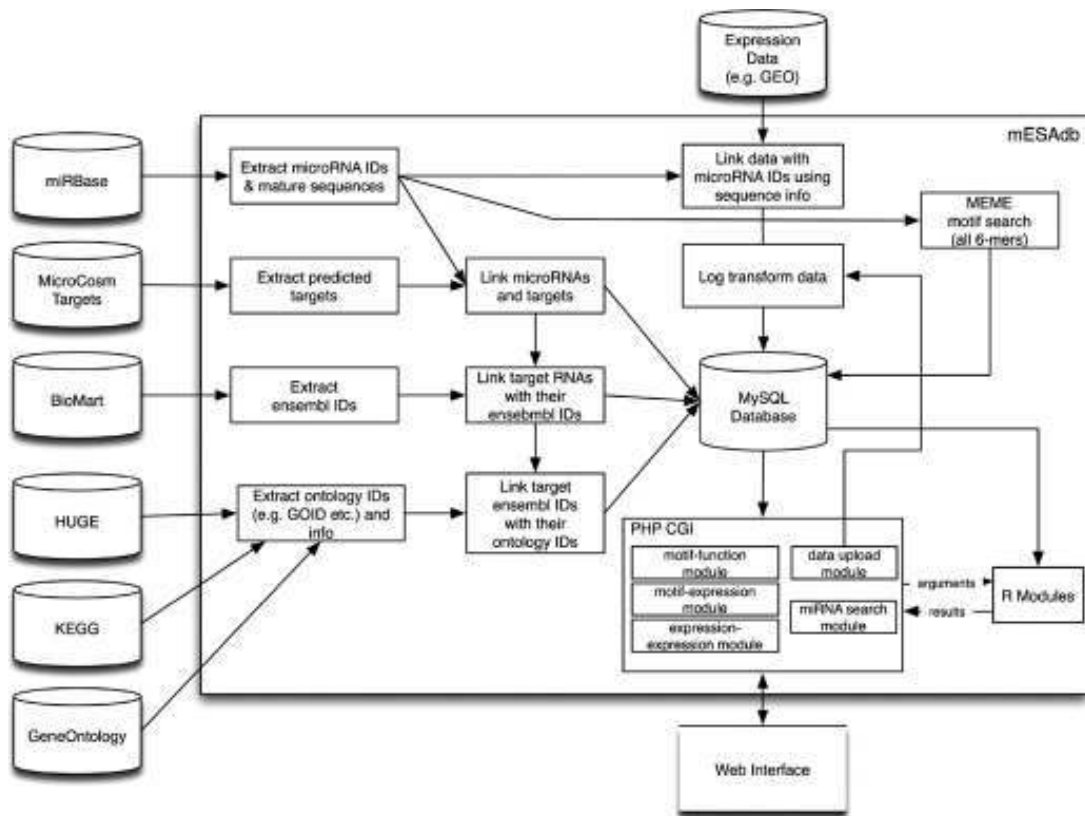 Expression
Data
(e.g. GEO)
mESAdb
miRBase
Extract microRNA IDs
& mature sequences
Link data with
microRNA IDs using
sequence info
MEME
motif search
(all 6-mers)
MicroCosm
Targets
Extract predicted
targets
Link microRNAs
and targets
Log transform data
BioMart
Extract
ensembl IDs
Link target RNAs
with their
ensebmbl IDs
MySQL
Database
HUGE
Extract ontology IDs
(e.g. GOID etc.) and
info
Link target
ensembl IDs
with their
ontology IDs
PHP CGI
motif-function
module
motif-expression
module
expression-
expression module
data upload
module
miRNA search
module
arguments
results
R Modules
KEGG
GeneOntology
Web Interface